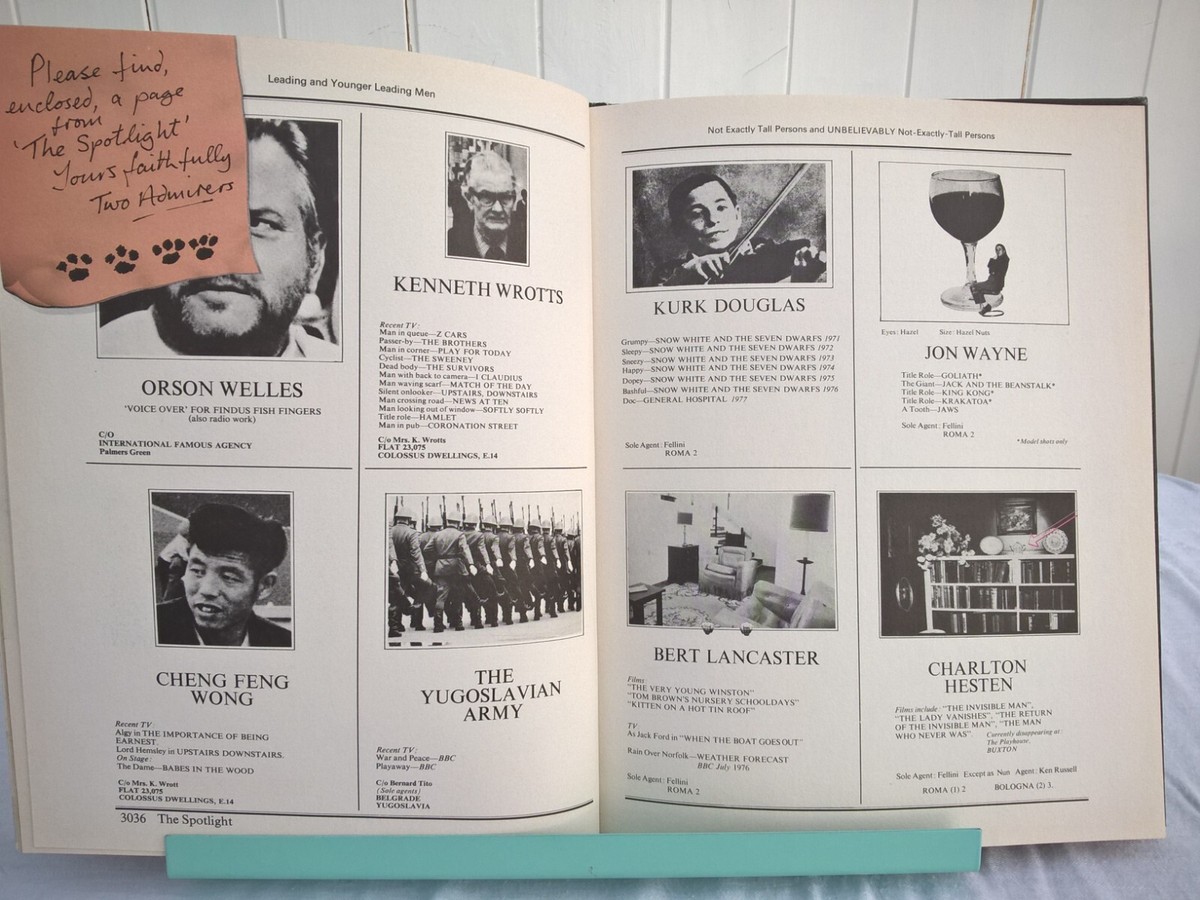 Please find,
enclosed, a page
from
'The Spotlight'
Yours faithfully
Two Admirers
Leading and Younger Leading Men
ORSON WELLES
'VOICE OVER' FOR FINDUS FISH FINGERS
(also radio work)
C/O
INTERNATIONAL FAMOUS AGENCY
Palmers Green
KENNETH WROTTS
Recent TV:
Man in queue—Z CARS
Passer-by—THE BROTHERS
Man in corner—PLAY FOR TODAY
Cyclist—THE SWEENEY
Dead body—THE SURVIVORS
Man with back to camera—I CLAUDIUS
Man waving scarf—MATCH OF THE DAY
Silent onlooker—UPSTAIRS, DOWNSTAIRS
Man crossing road—NEWS AT TEN
Man looking out of window—SOFTLY SOFTLY
Title role—HAMLET
Man in pub—CORONATION STREET
C/o Mrs. K. Wrotts
FLAT 23,075
COLOSSUS DWELLINGS, E.14
CHENG FENG
WONG
Recent TV:
Algy in THE IMPORTANCE OF BEING
EARNEST.
Lord Hemsley in UPSTAIRS DOWNSTAIRS.
On Stage:
The Dame—BABES IN THE WOOD
C/o Mrs. K. Wrott
FLAT 23,075
COLOSSUS DWELLINGS, E.14
THE
YUGOSLAVIAN
ARMY
Recent TV:
War and Peace—BBC
Playaway—BBC
C/o Bernard Tito
(Sole agents)
BELGRADE
YUGOSLAVIA
3036 The Spotlight
Not Exactly Tall Persons and UNBELIEVABLY Not-Exactly-Tall Persons
KURK DOUGLAS
Grumpy—SNOW WHITE AND THE SEVEN DWARFS 1971
Sleepy—SNOW WHITE AND THE SEVEN DWARFS 1972
Sneezy—SNOW WHITE AND THE SEVEN DWARFS 1973
Happy—SNOW WHITE AND THE SEVEN DWARFS 1974
Dopey—SNOW WHITE AND THE SEVEN DWARFS 1975
Bashful—SNOW WHITE AND THE SEVEN DWARFS 1976
Doc—GENERAL HOSPITAL 1977
Sole Agent: Fellini
ROMA 2
Eyes: Hazel Size: Hazel Nuts
JON WAYNE
Title Role—GOLIATH*
The Giant—JACK AND THE BEANSTALK*
Title Role—KING KONG*
Title Role—KRAKATOA*
A Tooth—JAWS
Sole Agent: Fellini
ROMA 2
*Model shots only
BERT LANCASTER
Films
"THE VERY YOUNG WINSTON"
"TOM BROWN'S NURSERY SCHOOLDAYS"
"KITTEN ON A HOT TIN ROOF"
TV
As Jack Ford in "WHEN THE BOAT GOES OUT"
Rain Over Norfolk—WEATHER FORECAST
BBC July 1976
Sole Agent: Fellini
ROMA 2
CHARLTON
HESTEN
Films include: "THE INVISIBLE MAN",
"THE LADY VANISHES", "THE RETURN
OF THE INVISIBLE MAN", "THE MAN
WHO NEVER WAS".
Currently disappearing at:
The Playhouse,
BUXTON
Sole Agent: Fellini Except as Nun Agent: Ken Russell
ROMA (1) 2 BOLOGNA (2) 3.